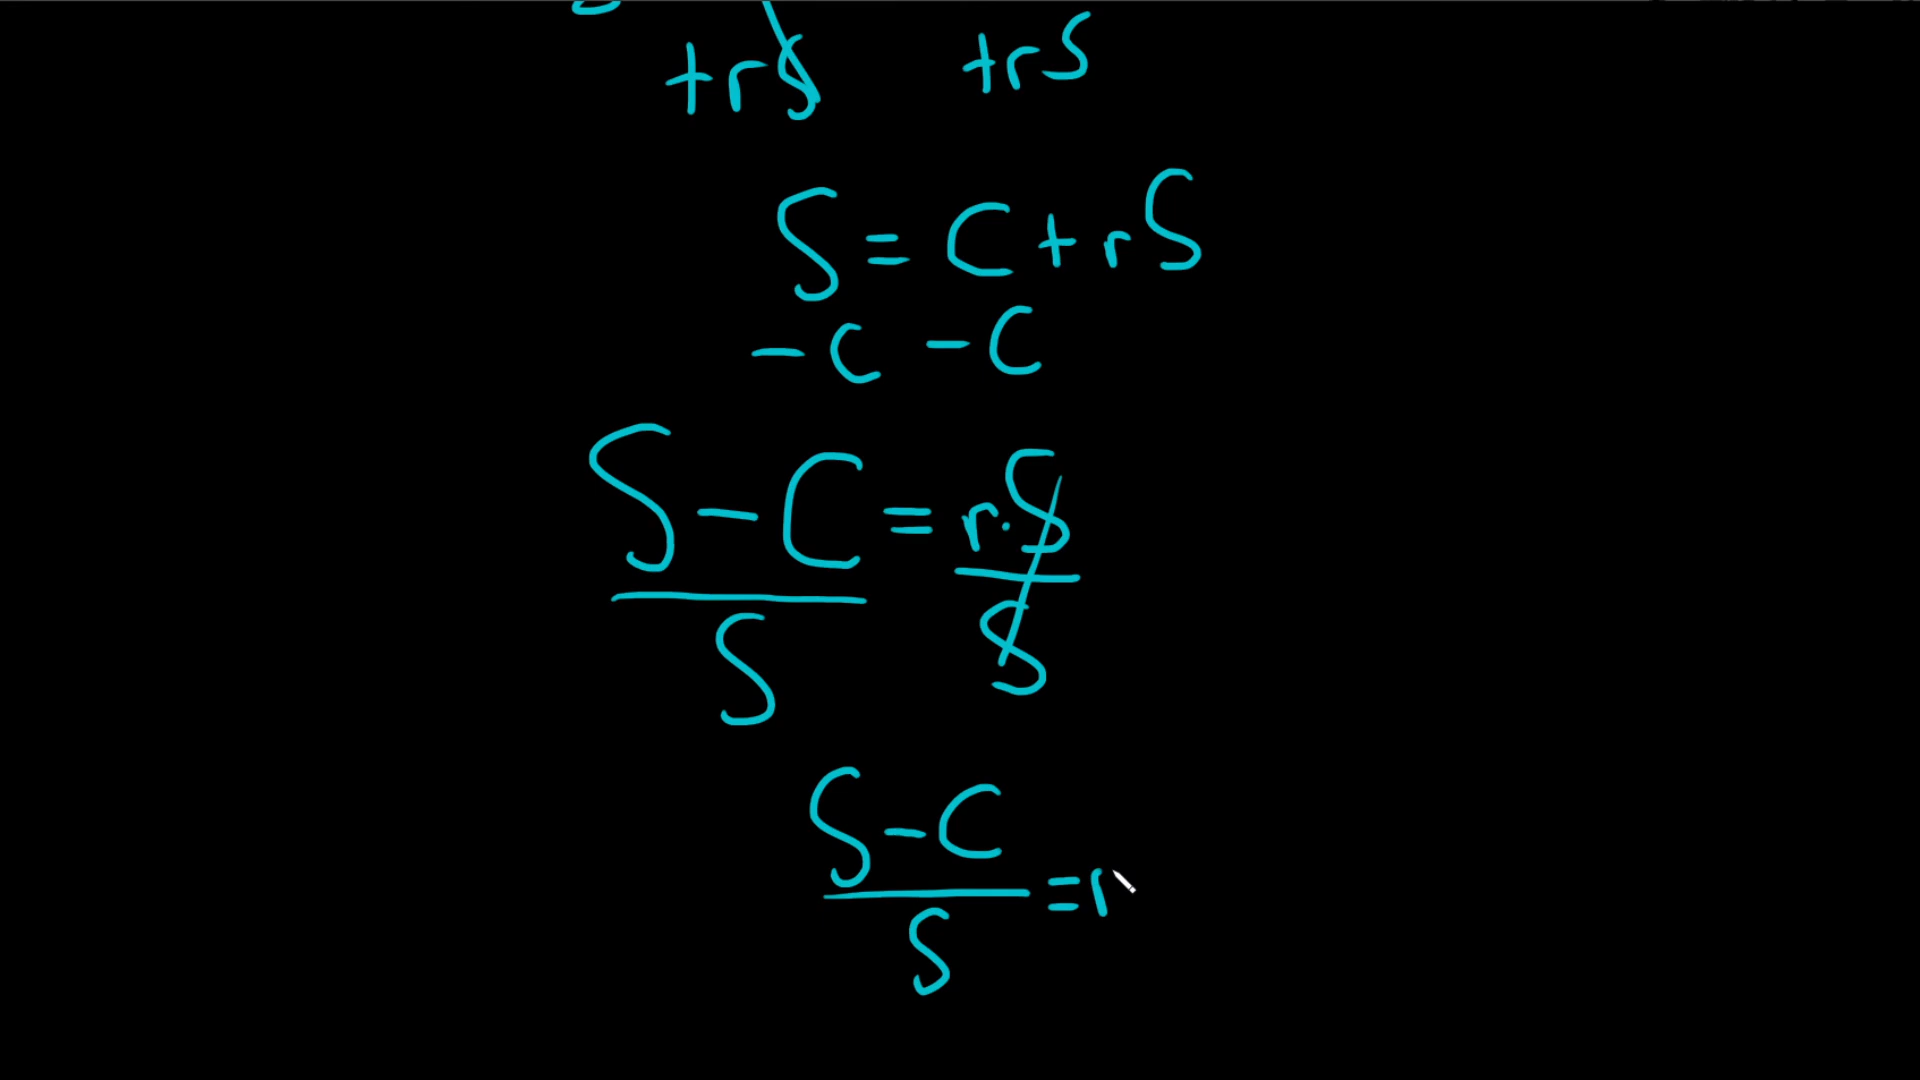 +rS +rS
S = C + rS
- c - C
S - C = r · S
S S
S - C
= r
S